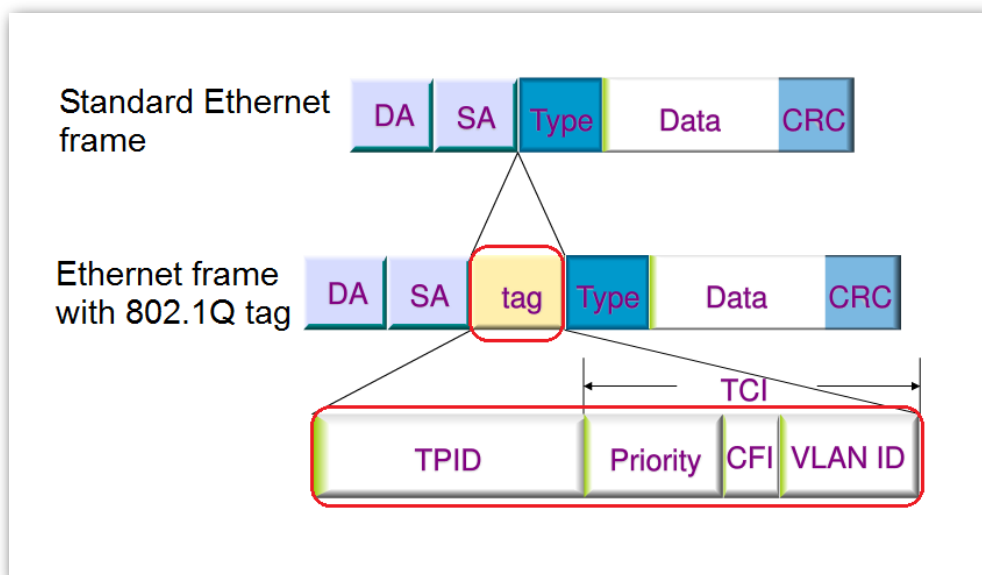 Standard Ethernet
frame
DA SA Type Data CRC
Ethernet frame
with 802.1Q tag
DA SA tag Type Data CRC
TCI
TPID Priority CFI VLAN ID